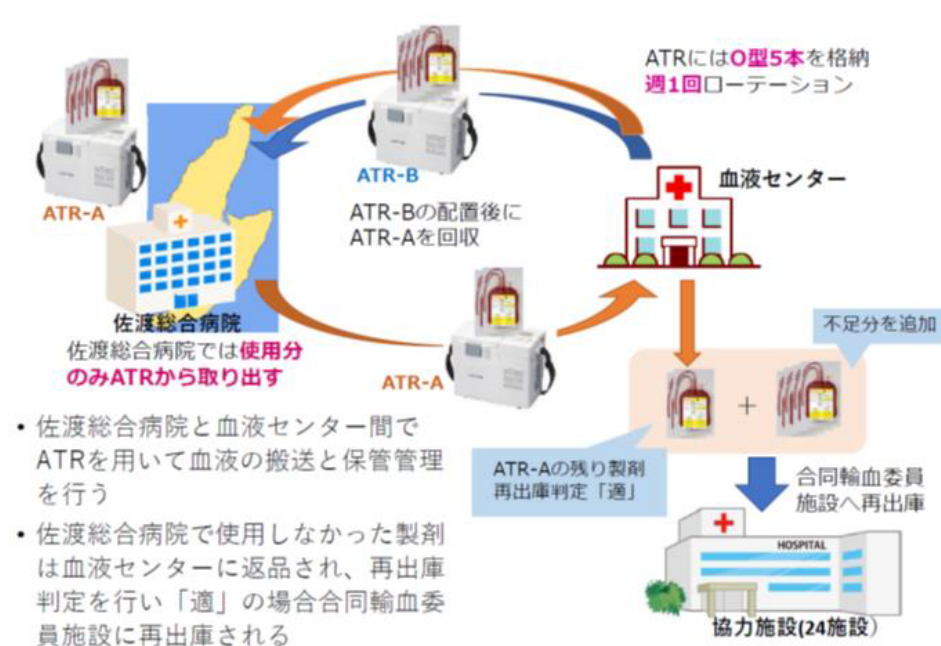 ATRにはO型5本を格納
週1回ローテーション
ATR-A
ATR-B
ATR-Bの配置後に
ATR-Aを回収
血液センター
佐渡総合病院
佐渡総合病院では使用分
のみATRから取り出す
ATR-A
不足分を追加
+
ATR-Aの残り製剤
再出庫判定「適」
合同輸血委員
施設へ再出庫
HOSPITAL
協力施設(24施設)
• 佐渡総合病院と血液センター間で
ATRを用いて血液の搬送と保管管理
を行う
• 佐渡総合病院で使用しなかった製剤
は血液センターに返品され、再出庫
判定を行い「適」の場合合同輸血委
員施設に再出庫される